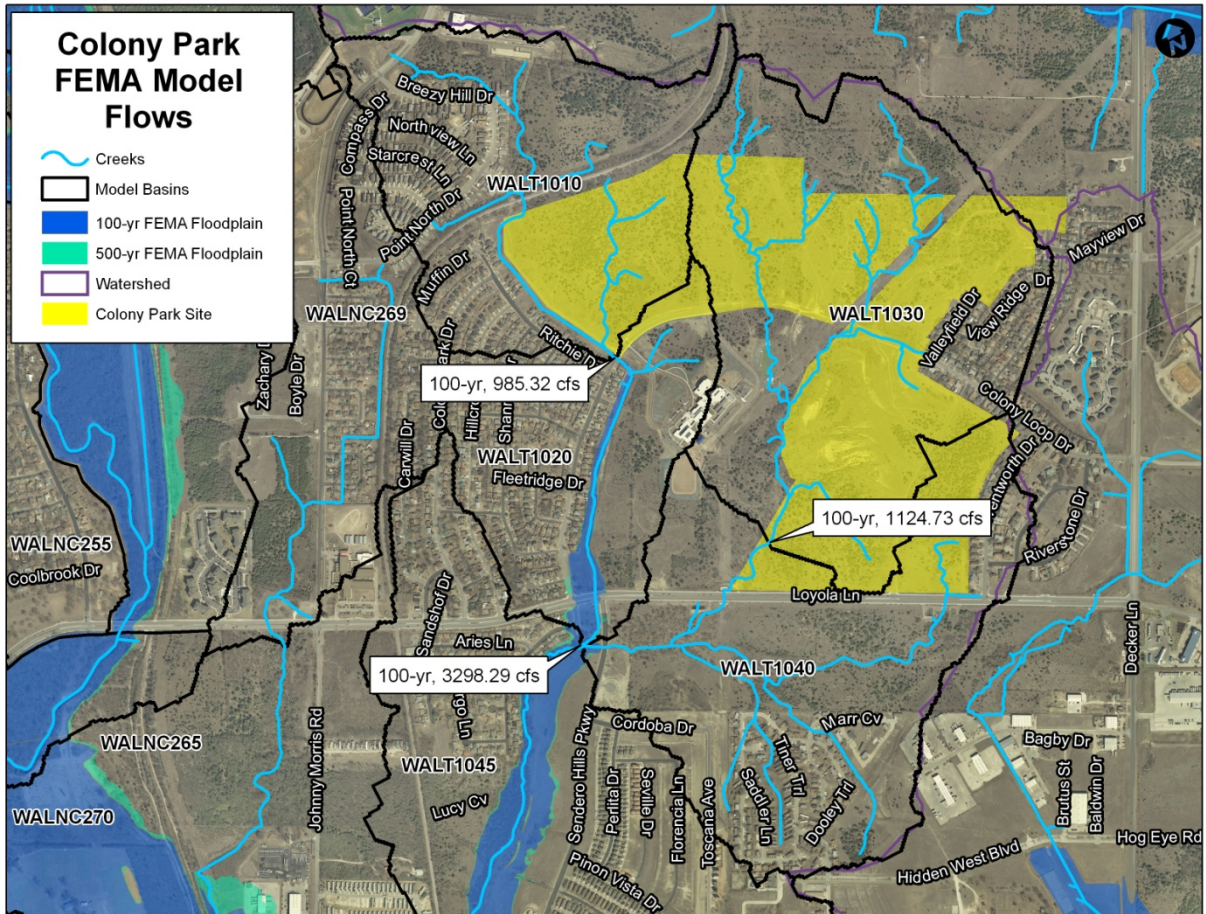 Colony Park
FEMA Model
Flows
Creeks
Model Basins
100-yr FEMA Floodplain
500-yr FEMA Floodplain
Watershed
Colony Park Site
N
Breezy Hill Dr
Compass Dr
Northview Ln
Starcrest Ln
WALT1010
Point North Dr
Point North Ct
Muffin Dr
Mayview Dr
View Ridge Dr
Valleyfield Dr
WALNC269
WALT1030
Ritchie D
Zachary D
Boyle Dr
Hillcr
Shann
100-yr, 985.32 cfs
Carwill Dr
Colony Loop Dr
WALT1020
Fleetridge Dr
entworth Dr
100-yr, 1124.73 cfs
Riverstone Dr
WALNC255
Coolbrook Dr
Loyola Ln
Sandshof Dr
Aries Ln
Decker Ln
100-yr, 3298.29 cfs
WALT1040
go Ln
Cordoba Dr
Marr Cv
WALNC265
Johnny Morris Rd
WALT1045
Lucy Cv
Sendero Hills Pkwy
Perlita Dr
Seville Dr
Florencia Ln
Toscana Ave
Tiner Trl
Saddler Ln
Dooley Trl
Bagby Dr
Brutus St
Baldwin Dr
WALNC270
Hog Eye Rd
Hidden West Blvd
Pinon Vista Dr